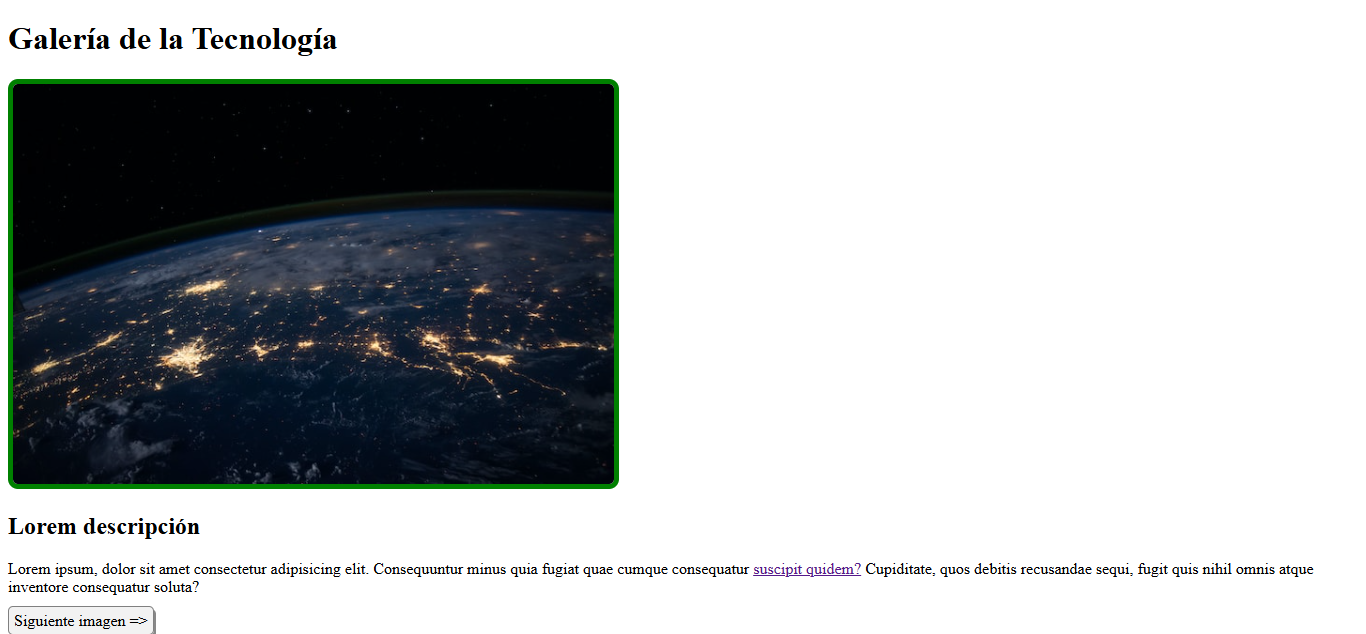 Galería de la Tecnología
Lorem descripción
Lorem ipsum, dolor sit amet consectetur adipisicing elit. Consequuntur minus quia fugiat quae cumque consequatur suscipit quidem? Cupiditate, quos debitis recusandae sequi, fugit quis nihil omnis atque
inventore consequatur soluta?
Siguiente imagen =>